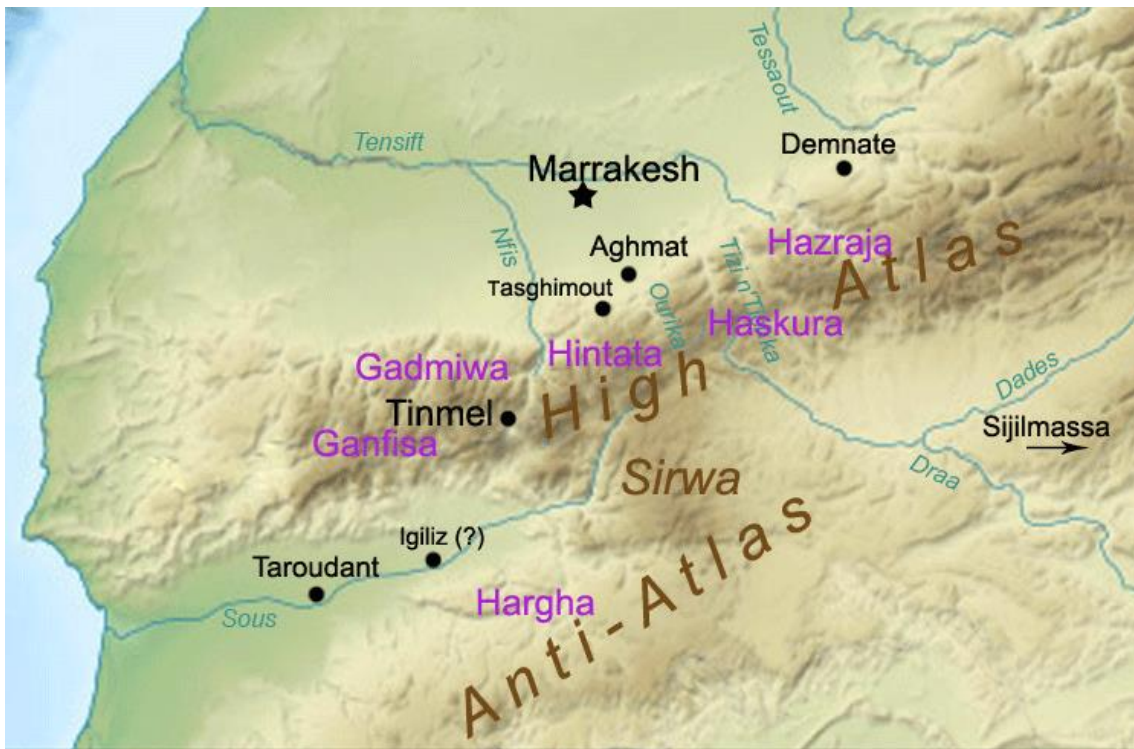 Tessaout
Tensift
Demnate
Marrakesh
Nfis
Hazraja
Aghmat
Tizi n'Tichka
Atlas
Tasghimout
Ourika
Haskura
Hintata
Gadmiwa
High
Dades
Tinmel
Sijilmassa
Ganfisa
Draa
Sirwa
Igiliz (?)
Taroudant
Hargha
Sous
Anti-Atlas